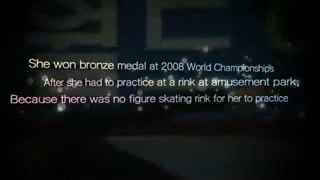 She won bronze medal at 2008 World Championships
After she had to practice at a rink at amusement park,
Because there was no figure skating rink for her to practice